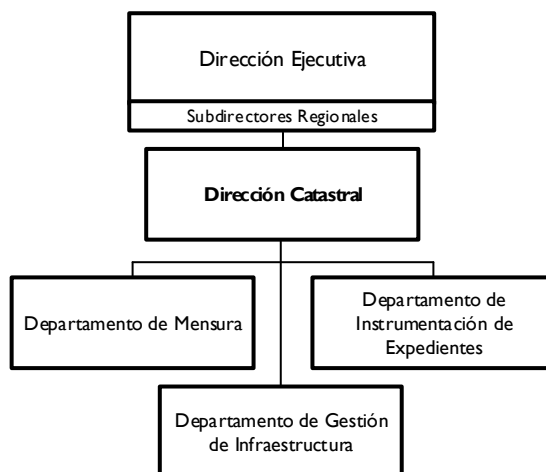 Dirección Ejecutiva
Subdirectores Regionales
Dirección Catastral
Departamento de Mensura
Departamento de
Instrumentación de
Expedientes
Departamento de Gestión
de Infraestructura